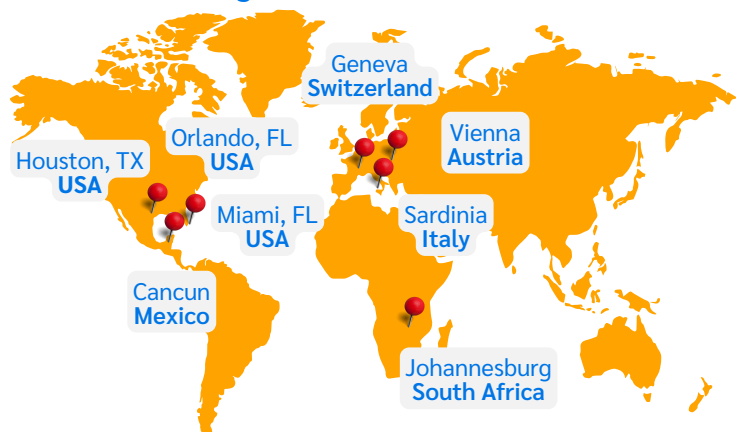 Geneva
Switzerland
Orlando, FL
USA
Vienna
Austria
Houston, TX
USA
Miami, FL
USA
Sardinia
Italy
Cancun
Mexico
Johannesburg
South Africa